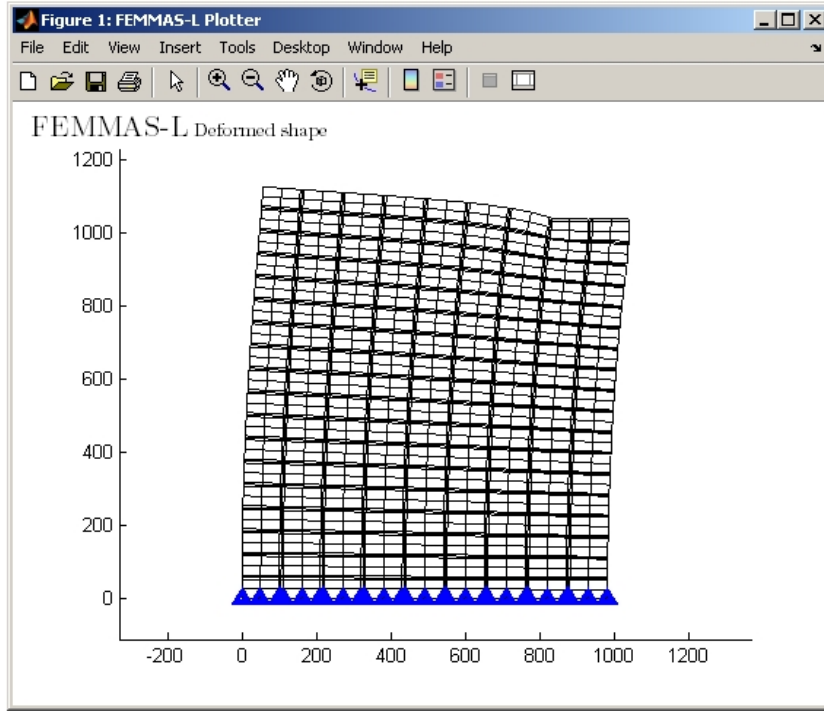 Figure 1: FEMMAS-L Plotter
File Edit View Insert Tools Desktop Window Help
FEMMAS-L Deformed shape
1200
1000
800
600
400
200
0
-200 0 200 400 600 800 1000 1200